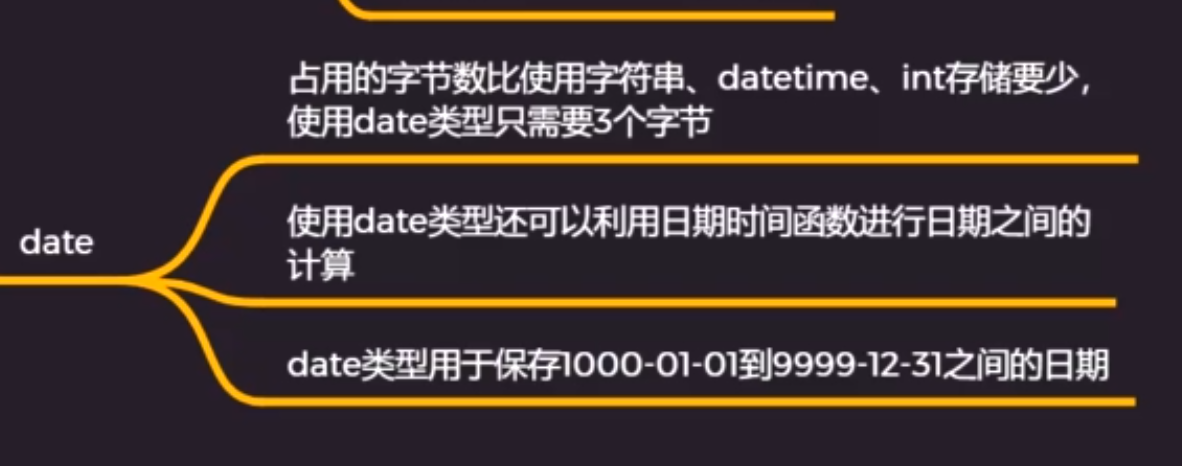 占用的字节数比使用字符串、datetime、int存储要少，
使用date类型只需要3个字节
date
使用date类型还可以利用日期时间函数进行日期之间的
计算
date类型用于保存1000-01-01到9999-12-31之间的日期